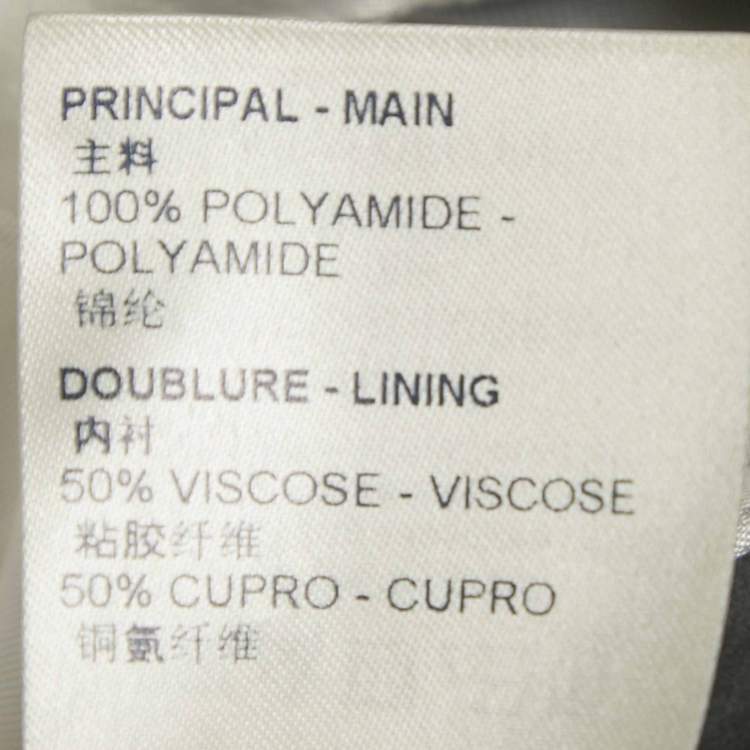 PRINCIPAL - MAIN
主料
100% POLYAMIDE -
POLYAMIDE
锦纶
DOUBLURE - LINING
内衬
50% VISCOSE - VISCOSE
粘胶纤维
50% CUPRO - CUPRO
铜氨纤维